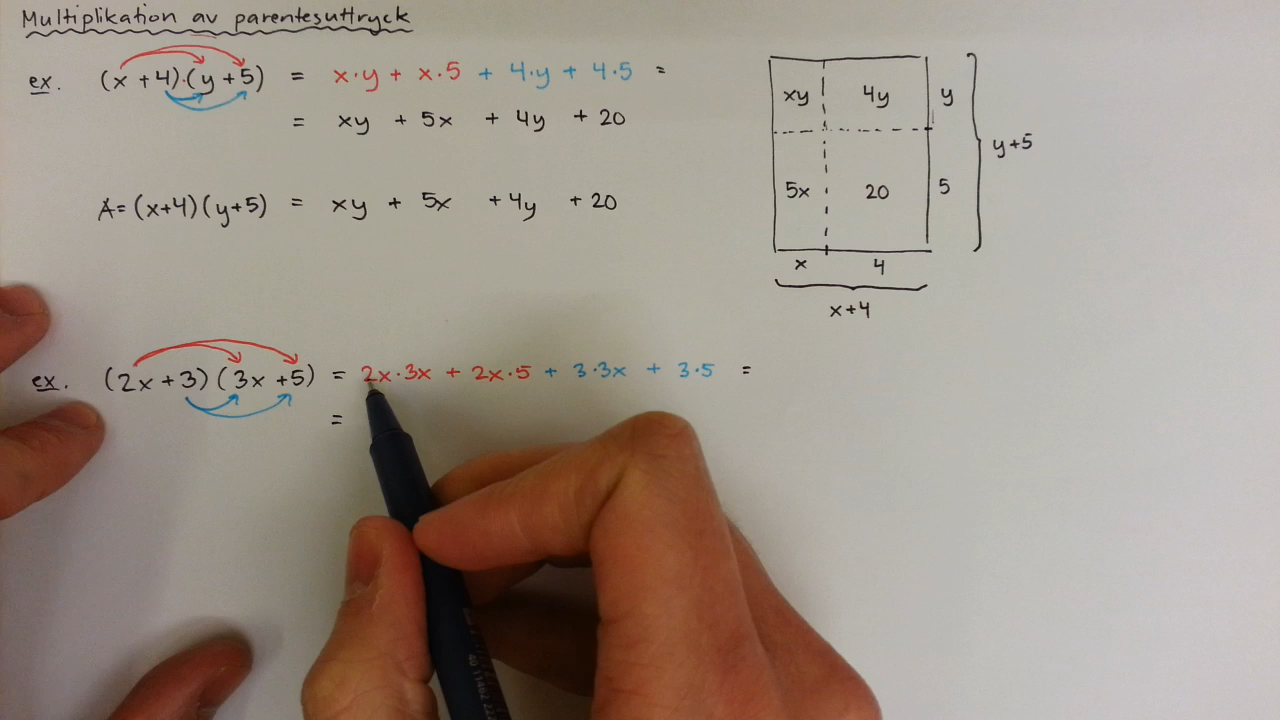 Multiplikation av parentesuttryck
ex. (x+4)·(y+5) = x·y + x·5 + 4·y + 4·5 =
= xy + 5x + 4y + 20
A=(x+4)(y+5) = xy + 5x +4y +20
xy 4y y
y+5
5x 20 5
x 4
x+4
ex. (2x+3)(3x+5) = 2x·3x + 2x·5 + 3·3x + 3·5 =
=